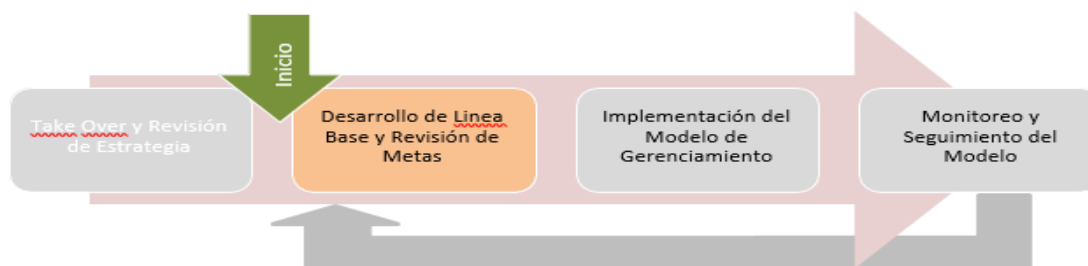 Inicio
Take Over y Revisión
de Estrategia
Desarrollo de Linea
Base y Revisión de
Metas
Implementación del
Modelo de
Gerenciamiento
Monitoreo y
Seguimiento del
Modelo